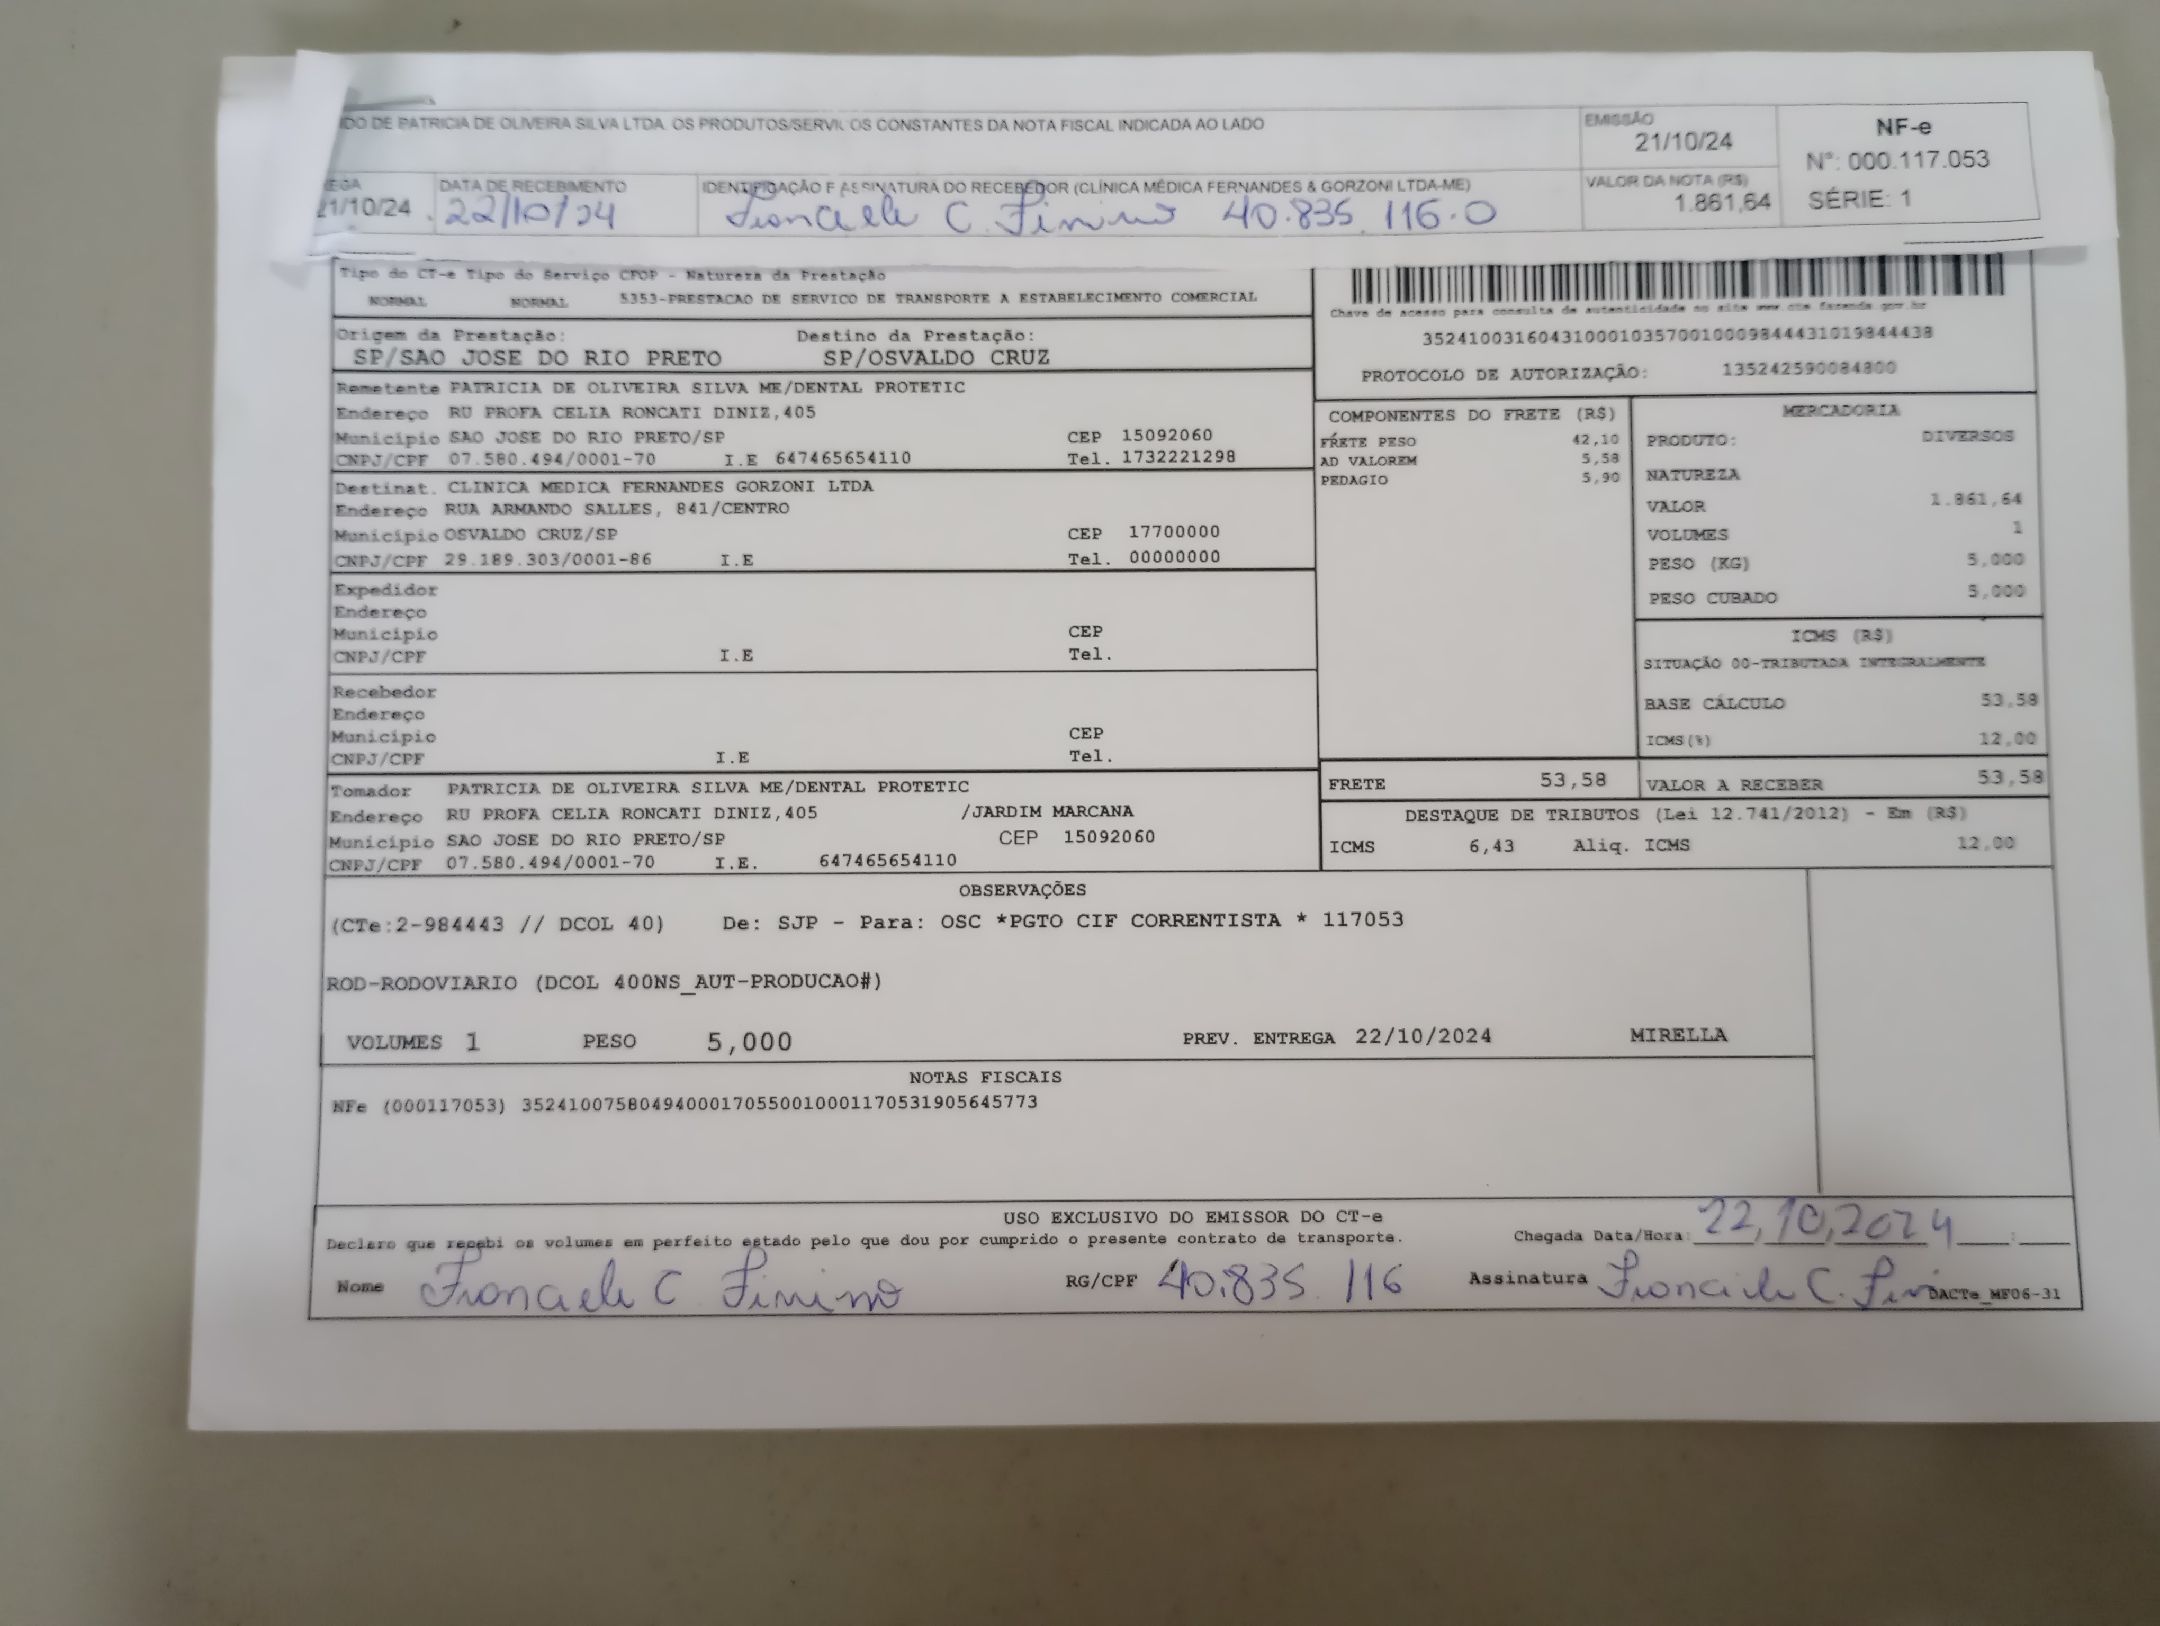 IDO DE PATRICIA DE OLIVEIRA SILVA LTDA. OS PRODUTOS/SERVI. OS CONSTANTES DA NOTA FISCAL INDICADA AO LADO
EMISSÃO
21/10/24
NF-e
N°: 000.117.053
SÉRIE: 1
EGA
21/10/24
DATA DE RECEBIMENTO
22/10/24
IDENTIFICAÇÃO E ASSINATURA DO RECEBEDOR (CLÍNICA MÉDICA FERNANDES & GORZONI LTDA-ME)
C. 40.835.116-0
VALOR DA NOTA (R$)
1.861,64
Tipo do CT-e Tipo do Serviço CFOP - Natureza da Prestação
NORMAL NORMAL 5353-PRESTACAO DE SERVICO DE TRANSPORTE A ESTABELECIMENTO COMERCIAL
Chave de acesso para consulta de autenticidade no site www.cte.fazenda.gov.br
35241003160431000103570010009844431019844438
PROTOCOLO DE AUTORIZAÇÃO: 135242590084800
Origem da Prestação: Destino da Prestação:
SP/SAO JOSE DO RIO PRETO SP/OSVALDO CRUZ
Remetente PATRICIA DE OLIVEIRA SILVA ME/DENTAL PROTETIC
Endereço RU PROFA CELIA RONCATI DINIZ,405
Município SAO JOSE DO RIO PRETO/SP CEP 15092060
CNPJ/CPF 07.580.494/0001-70 I.E 647465654110 Tel. 1732221298
Destinat. CLINICA MEDICA FERNANDES GORZONI LTDA
Endereço RUA ARMANDO SALLES, 841/CENTRO
Município OSVALDO CRUZ/SP CEP 17700000
CNPJ/CPF 29.189.303/0001-86 I.E Tel. 00000000
Expedidor
Endereço
Município CEP
CNPJ/CPF I.E Tel.
Recebedor
Endereço
Município CEP
CNPJ/CPF I.E Tel.
Tomador PATRICIA DE OLIVEIRA SILVA ME/DENTAL PROTETIC
Endereço RU PROFA CELIA RONCATI DINIZ,405 /JARDIM MARCANA
Município SAO JOSE DO RIO PRETO/SP CEP 15092060
CNPJ/CPF 07.580.494/0001-70 I.E. 647465654110
COMPONENTES DO FRETE (R$)
FRETE PESO 42,10
AD VALOREM 5,58
PEDAGIO 5,90
MERCADORIA
PRODUTO: DIVERSOS
NATUREZA
VALOR 1.861,64
VOLUMES 1
PESO (KG) 5,000
PESO CUBADO 5,000
ICMS (R$)
SITUAÇÃO 00-TRIBUTADA INTEGRALMENTE
BASE CÁLCULO 53,58
ICMS(%) 12,00
FRETE 53,58 VALOR A RECEBER 53,58
DESTAQUE DE TRIBUTOS (Lei 12.741/2012) - Em (R$)
ICMS 6,43 Aliq. ICMS 12,00
OBSERVAÇÕES
(CTe:2-984443 // DCOL 40) De: SJP - Para: OSC *PGTO CIF CORRENTISTA * 117053
ROD-RODOVIARIO (DCOL 400NS_AUT-PRODUCAO#)
VOLUMES 1 PESO 5,000 PREV. ENTREGA 22/10/2024 MIRELLA
NOTAS FISCAIS
NFe (000117053) 35241007580494000170550010001170531905645773
USO EXCLUSIVO DO EMISSOR DO CT-e
Declaro que recebi os volumes em perfeito estado pelo que dou por cumprido o presente contrato de transporte.
Chegada Data/Hora: 22,10,2024 :
Nome C. RG/CPF 40.835.116 Assinatura C.
DACTe_MF06-31